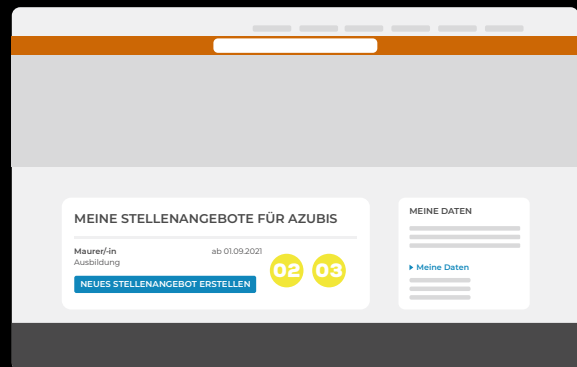 MEINE STELLENANGEBOTE FÜR AZUBIS
Maurer/-in ab 01.09.2021
Ausbildung
02 03
NEUES STELLENANGEBOT ERSTELLEN
MEINE DATEN
Meine Daten